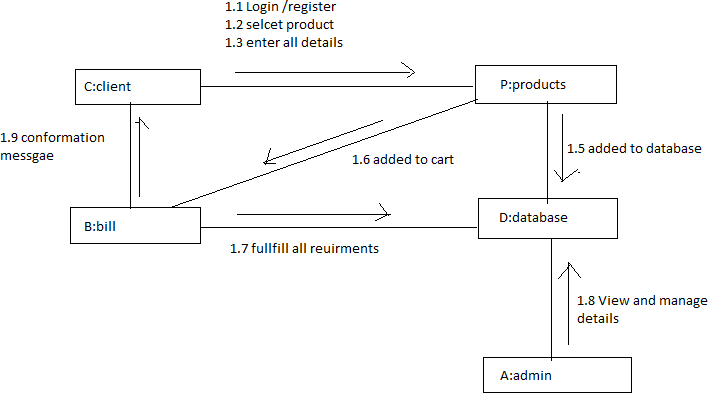 1.1 Login /register
1.2 selcet product
1.3 enter all details
C:client
P:products
1.9 conformation
messgae
1.6 added to cart
1.5 added to database
B:bill
D:database
1.7 fullfill all reuirments
1.8 View and manage
details
A:admin